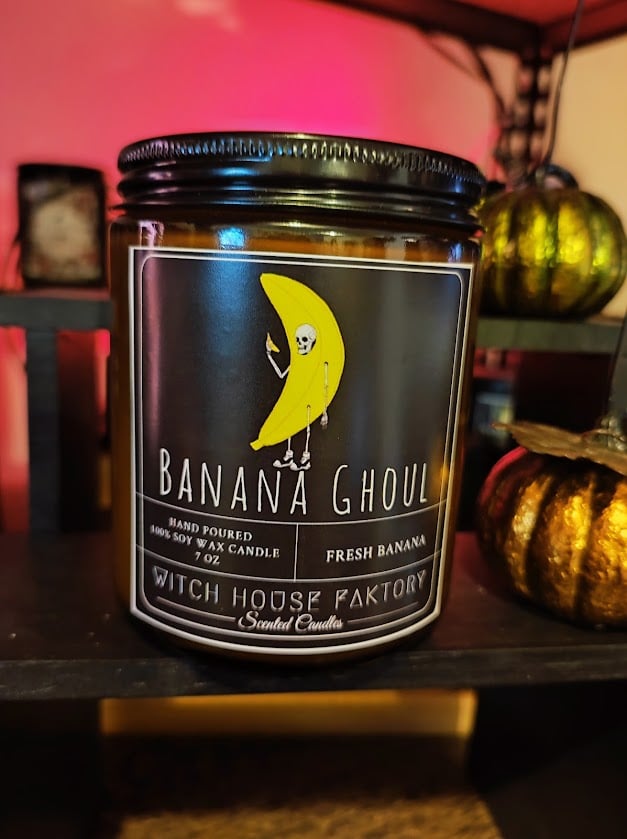 BANANA GHOUL
HAND POURED
100% SOY WAX CANDLE
7 OZ
FRESH BANANA
WITCH HOUSE FAKTORY
Scented Candles